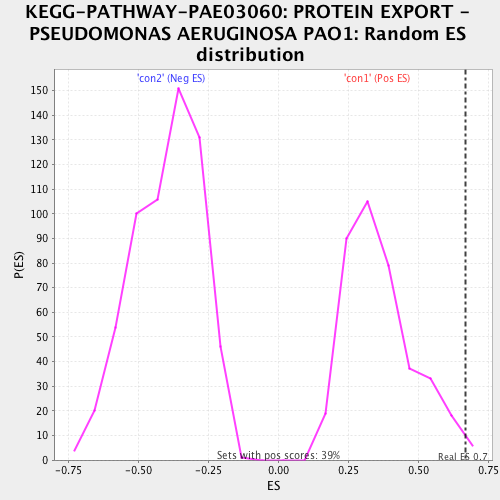 KEGG-PATHWAY-PAE03060: PROTEIN EXPORT -
PSEUDOMONAS AERUGINOSA PAO1: Random ES
distribution
'con2' (Neg ES) 'con1' (Pos ES)
150
140
130
120
110
100
90
80
70
60
50
40
30
20
10
0
P(ES)
Sets with pos scores: 39% Real ES 0.7
-0.75 -0.50 -0.25 0.00 0.25 0.50 0.75
ES